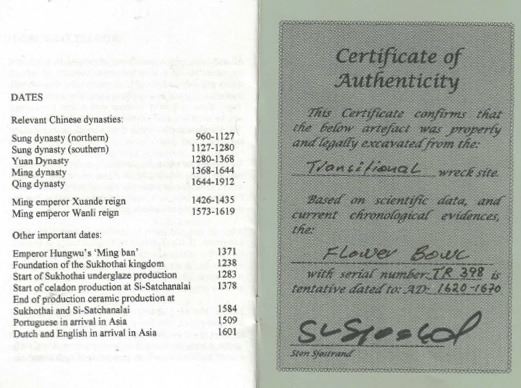 DATES
Relevant Chinese dynasties:
Sung dynasty (northern) 960-1127
Sung dynasty (southern) 1127-1280
Yuan Dynasty 1280-1368
Ming dynasty 1368-1644
Qing dynasty 1644-1912
Ming emperor Xuande reign 1426-1435
Ming emperor Wanli reign 1573-1619
Other important dates:
Emperor Hungwu's 'Ming ban' 1371
Foundation of the Sukhothai kingdom 1238
Start of Sukhothai underglaze production 1283
Start of celadon production at Si-Satchanalai 1378
End of production ceramic production at
Sukhothai and Si-Satchanalai 1584
Portuguese in arrival in Asia 1509
Dutch and English in arrival in Asia 1601
Certificate of
Authenticity
This Certificate confirms that
the below artefact was properly
and legally excavated from the:
Transitional wreck site.
Based on scientific data, and
current chronological evidences,
the:
Flower Bowl
with serial number TR 398 is
tentative dated to: AD: 1620-1670
Sten Sjostrand